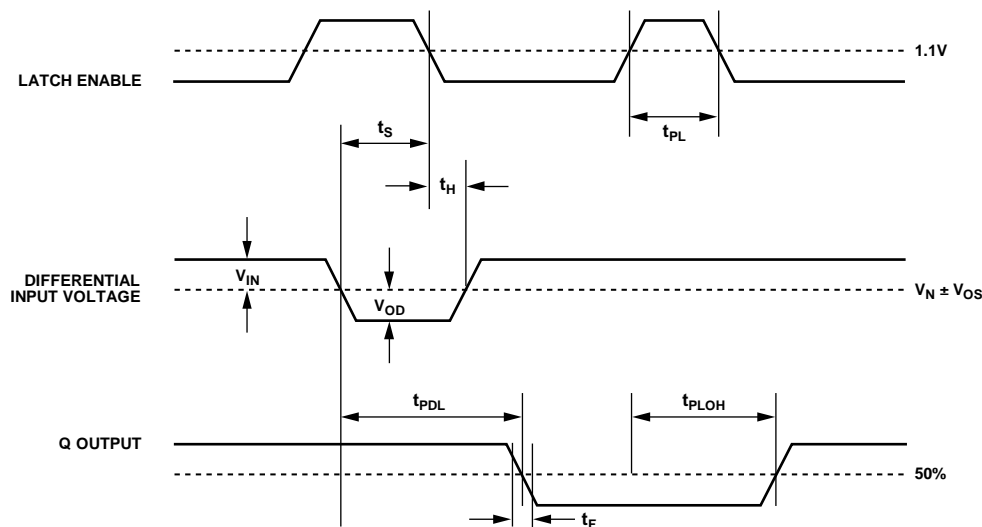 1.1V
LATCH ENABLE
tS
tPL
tH
DIFFERENTIAL
INPUT VOLTAGE
VIN
VOD
VN ± VOS
tPDL
tPLOH
Q OUTPUT
50%
tF